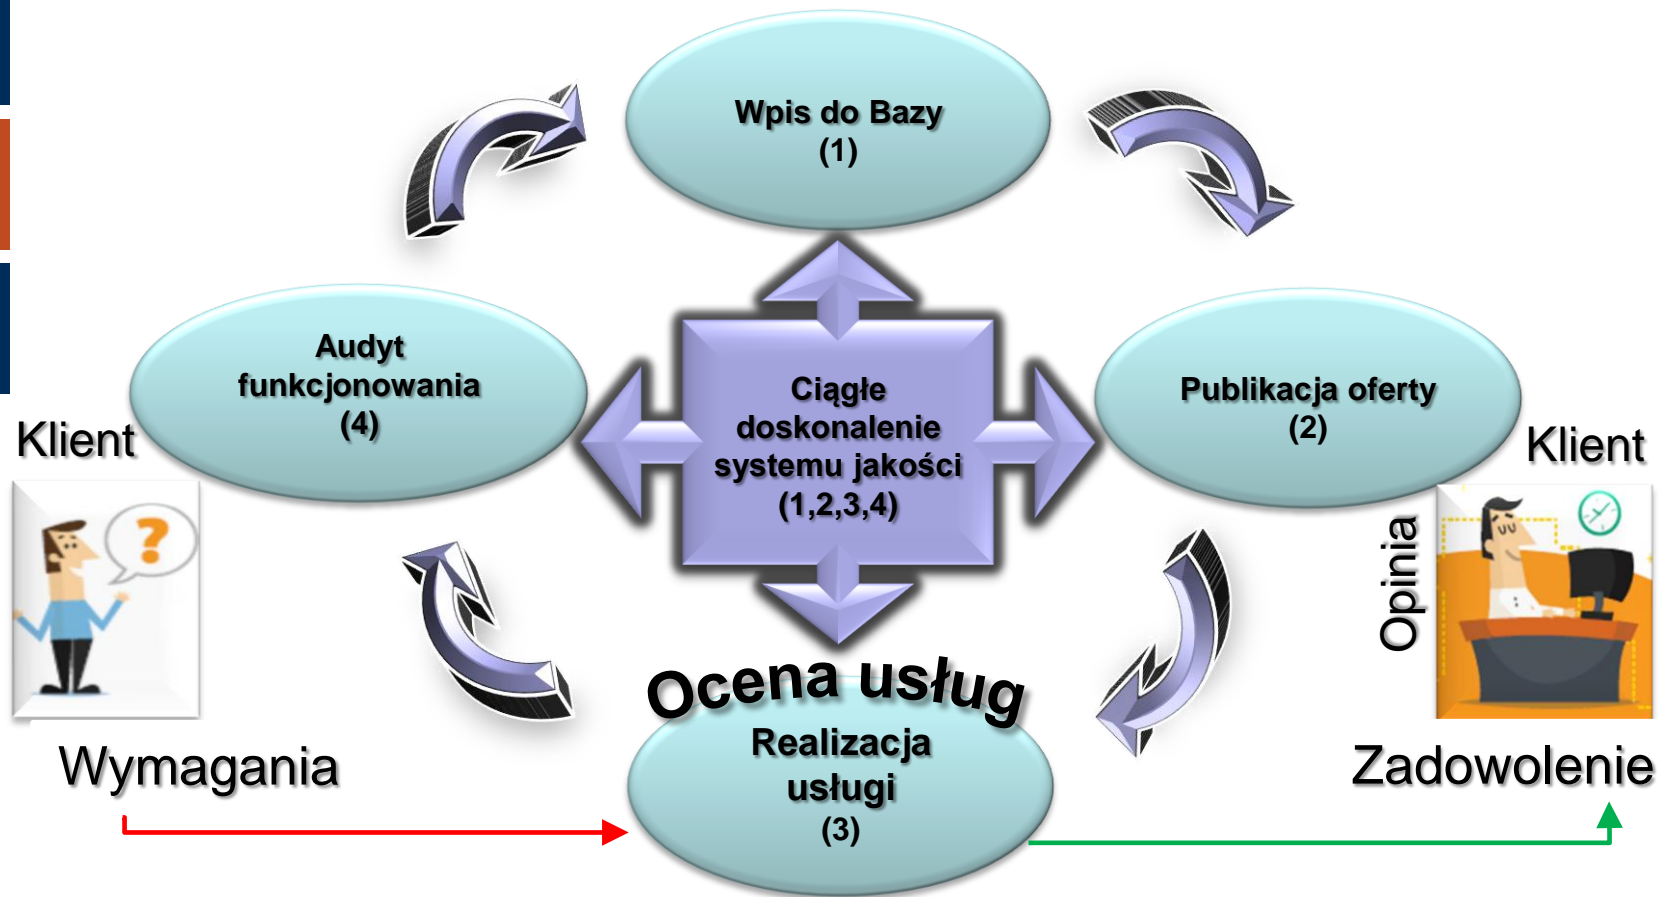 Wpis do Bazy
(1)
Audyt
funkcjonowania
(4)
Ciągłe
doskonalenie
systemu jakości
(1,2,3,4)
Publikacja oferty
(2)
Klient
Klient
?
Opinia
Ocena usług
Realizacja
usługi
(3)
Wymagania
Zadowolenie